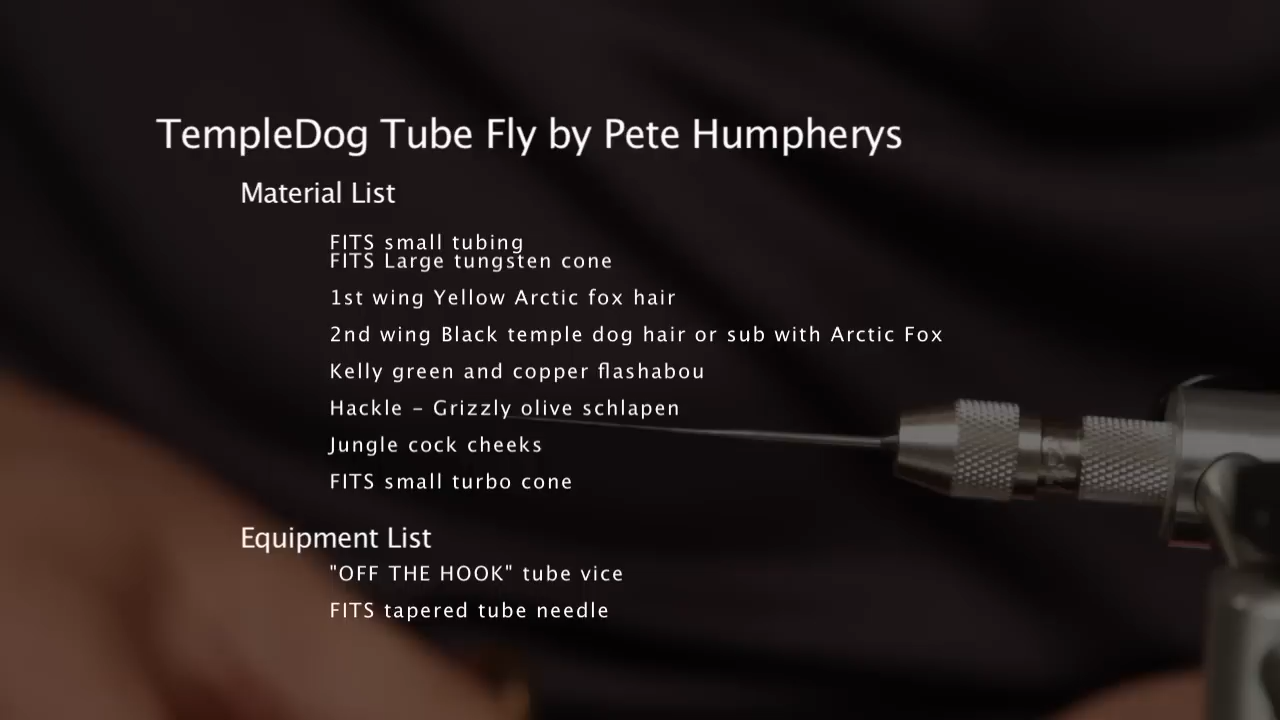 TempleDog Tube Fly by Pete Humpherys
Material List
FITS small tubing
FITS Large tungsten cone
1st wing Yellow Arctic fox hair
2nd wing Black temple dog hair or sub with Arctic Fox
Kelly green and copper flashabou
Hackle – Grizzly olive schlapen
Jungle cock cheeks
FITS small turbo cone
Equipment List
"OFF THE HOOK" tube vice
FITS tapered tube needle